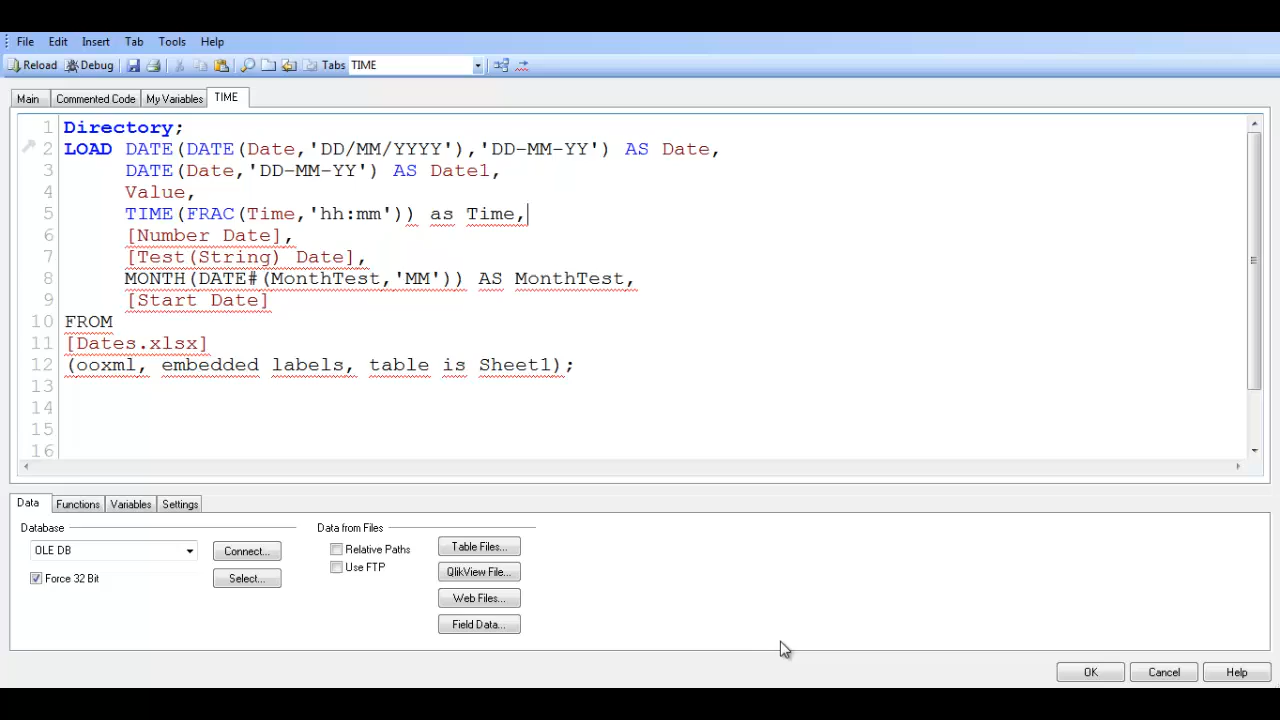 File Edit Insert Tab Tools Help
Reload Debug Tabs TIME
Main Commented Code My Variables TIME
1 Directory;
2 LOAD DATE(DATE(Date,'DD/MM/YYYY'),'DD-MM-YY') AS Date,
3 DATE(Date,'DD-MM-YY') AS Date1,
4 Value,
5 TIME(FRAC(Time,'hh:mm')) as Time,
6 [Number Date],
7 [Test(String) Date],
8 MONTH(DATE#(MonthTest,'MM')) AS MonthTest,
9 [Start Date]
10 FROM
11 [Dates.xlsx]
12 (ooxml, embedded labels, table is Sheet1);
13
14
15
16
Data Functions Variables Settings
Database Data from Files
OLE DB Connect... Relative Paths Table Files...
Use FTP QlikView File...
Force 32 Bit Select... Web Files...
Field Data...
OK Cancel Help